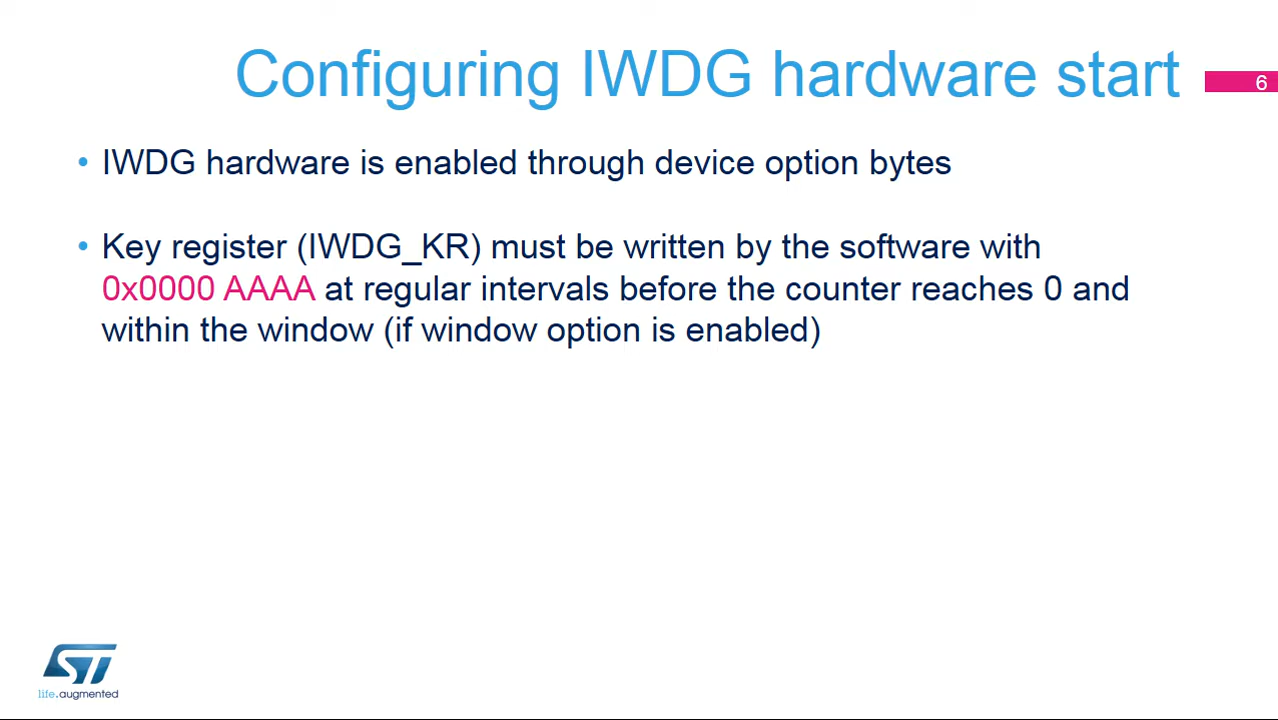 Configuring IWDG hardware start
6
• IWDG hardware is enabled through device option bytes
• Key register (IWDG_KR) must be written by the software with
0x0000 AAAA at regular intervals before the counter reaches 0 and
within the window (if window option is enabled)
ST
life.augmented